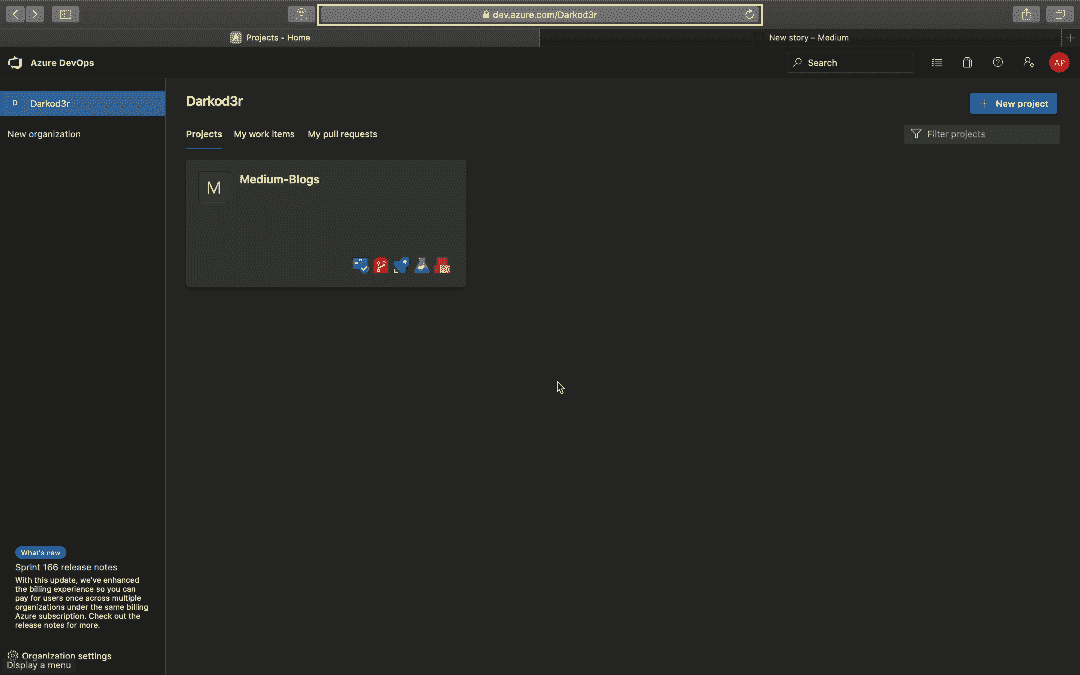 dev.azure.com/Darkod3r
Projects - Home
New story – Medium
Azure DevOps
Search
AP
D Darkod3r
New organization
Darkod3r
New project
Projects My work items My pull requests
Filter projects
M Medium-Blogs
What's new
Sprint 166 release notes
With this update, we've enhanced
the billing experience so you can
pay for users once across multiple
organizations under the same billing
Azure subscription. Check out the
release notes for more.
Organization settings
Display a menu